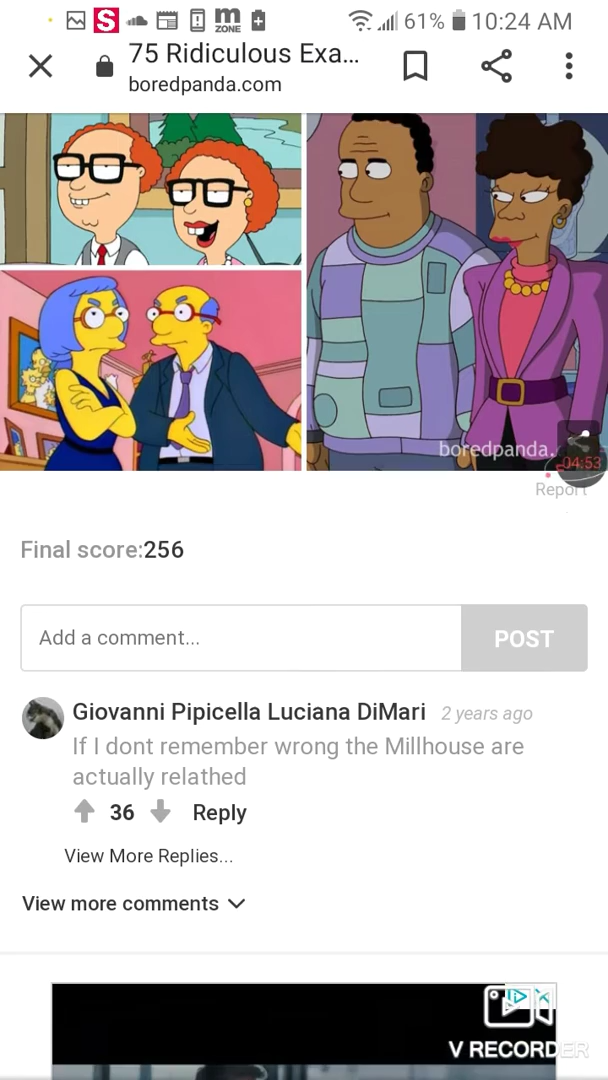 S m ZONE 61% 10:24 AM
75 Ridiculous Exa...
boredpanda.com
boredpanda.
04:53
Report
Final score:256
Add a comment...
POST
Giovanni Pipicella Luciana DiMari 2 years ago
If I dont remember wrong the Millhouse are
actually relathed
36 Reply
View More Replies...
View more comments
V RECORDER